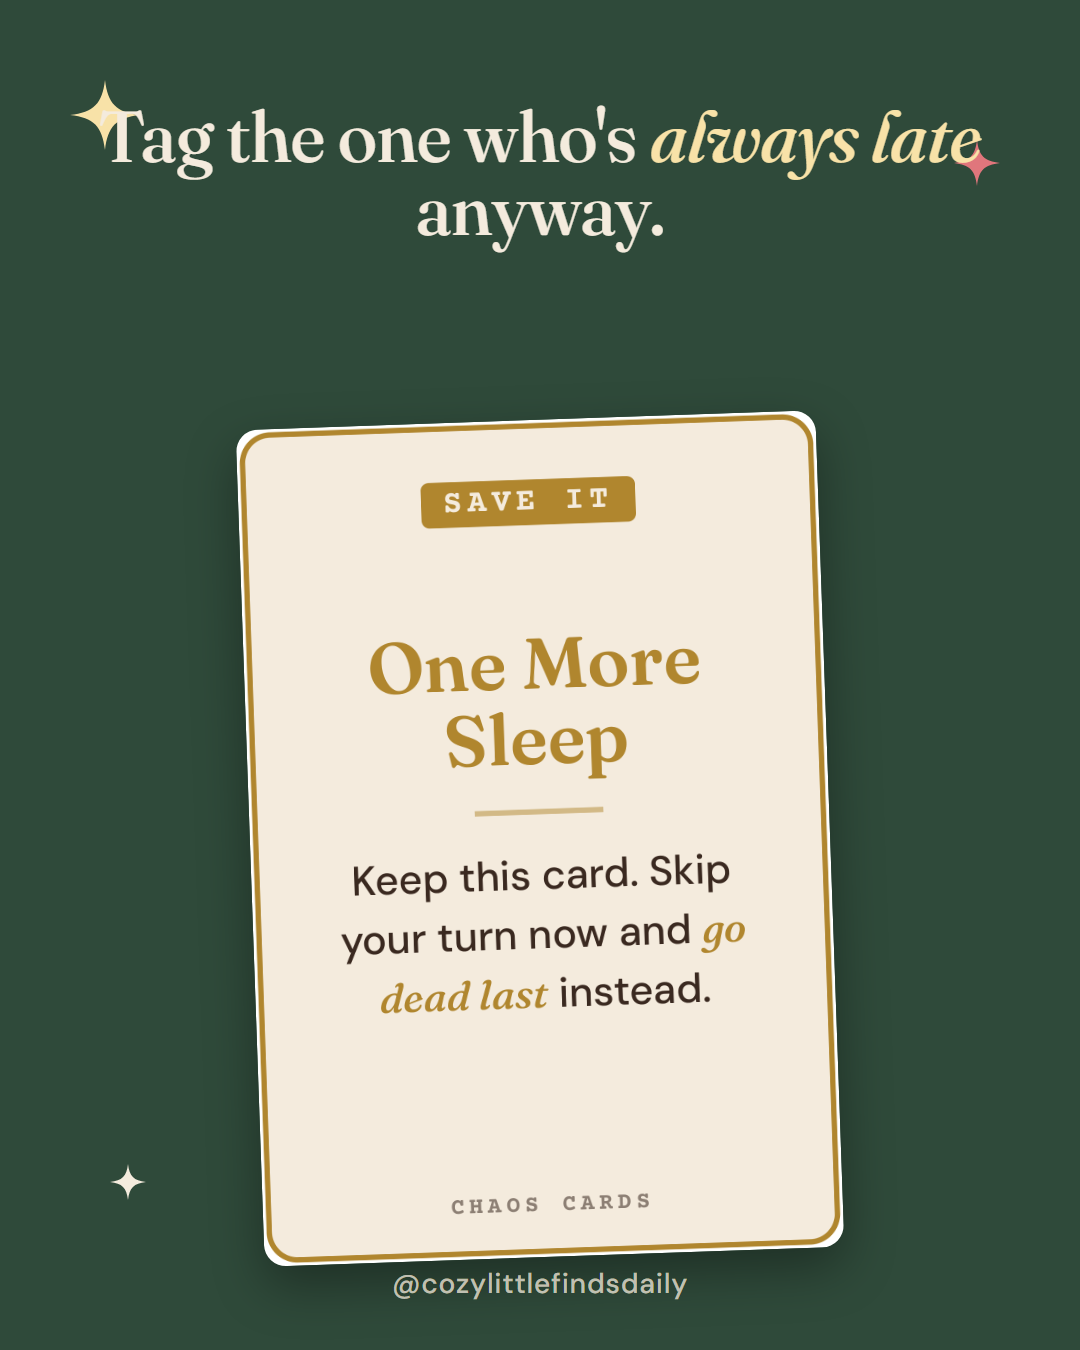 Tag the one who's always late
anyway.
SAVE IT
One More
Sleep
Keep this card. Skip
your turn now and go
dead last instead.
CHAOS CARDS
@cozylittlefindsdaily